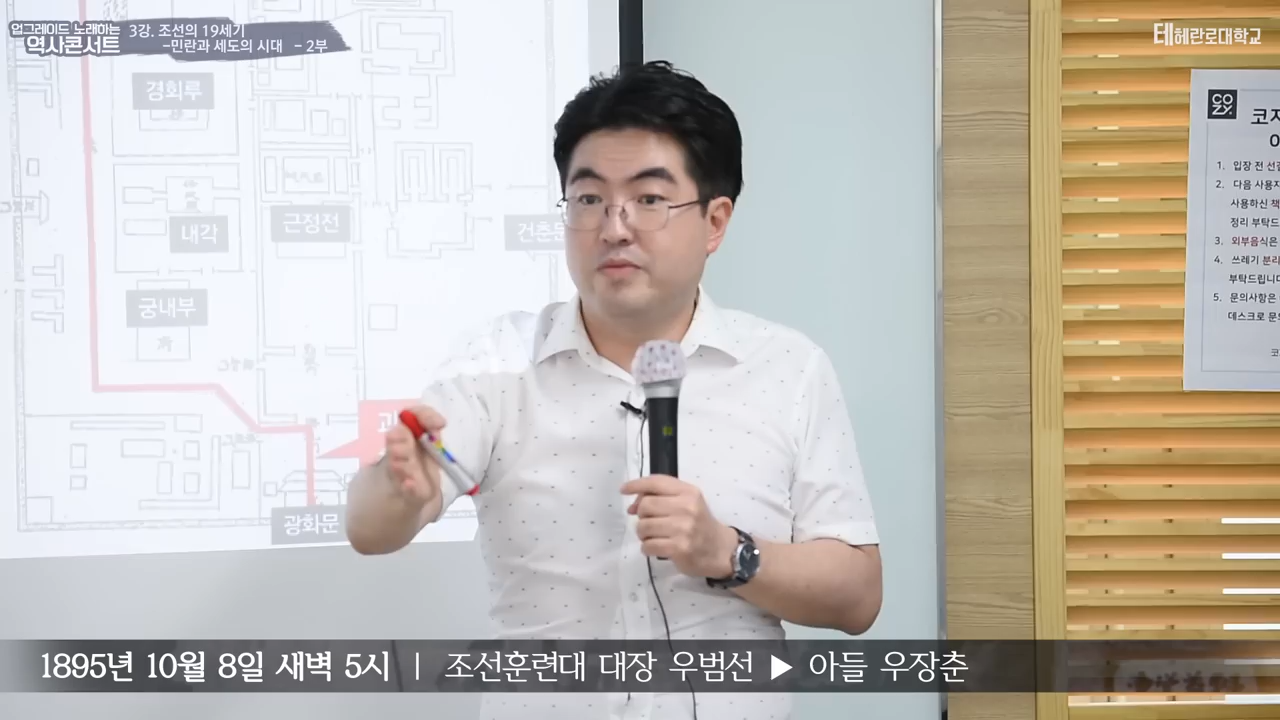 업그레이드 노래하는
역사콘서트
3강. 조선의 19세기
-민란과 세도의 시대 - 2부
테헤란로대학교
경회루
내각
근정전
건춘
궁내부
광화문
COZY.
코지
1. 입장 전 선
2. 다음 사용자
사용하신 책
정리 부탁드
3. 외부음식은
4. 쓰레기 분리
부탁드립니다
5. 문의사항은
데스크로 문
1895년 10월 8일 새벽 5시 | 조선훈련대 대장 우범선 ▶ 아들 우장춘